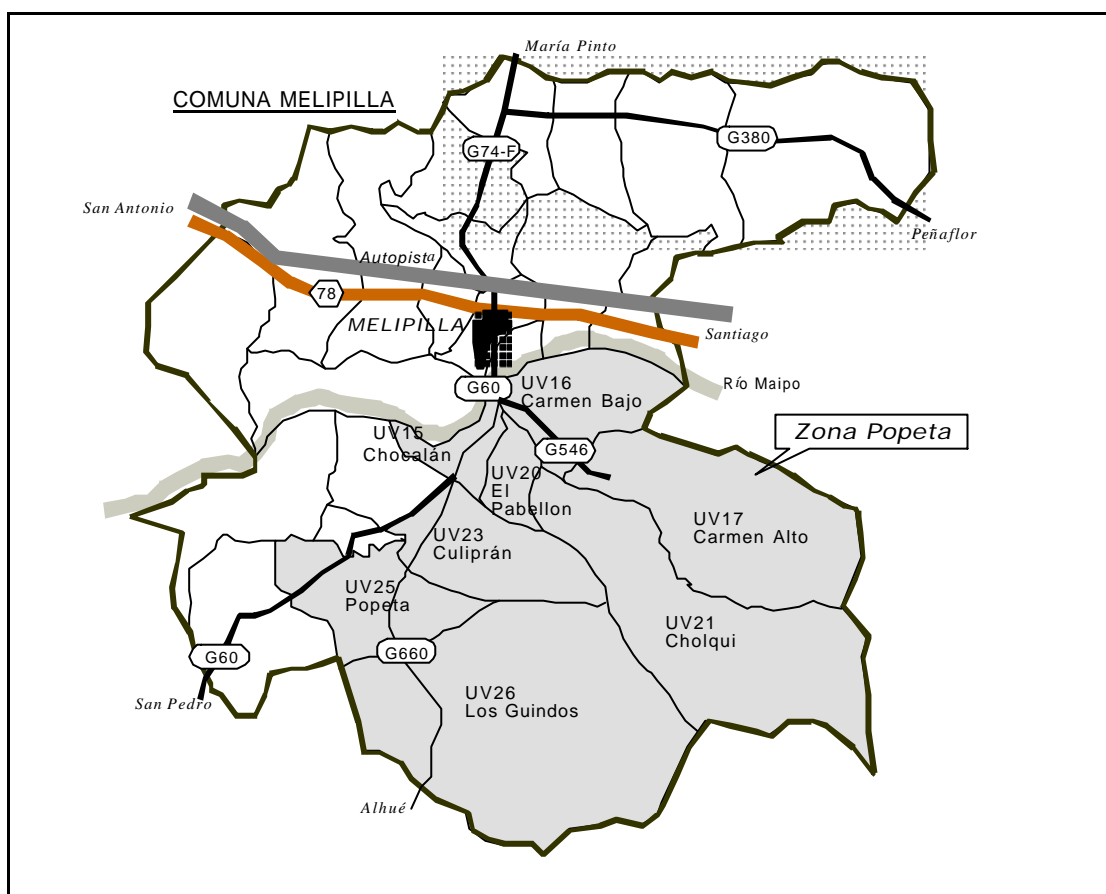 María Pinto
COMUNA MELIPILLA
G380
G74-F
San Antonio
Peñaflor
Autopista
78
MELIPILLA
Santiago
Río Maipo
G60
UV16
Carmen Bajo
Zona Popeta
UV15
Chocalán
G546
UV20
El
Pabellon
UV17
Carmen Alto
UV23
Culiprán
UV25
Popeta
UV21
Cholqui
G660
G60
UV26
Los Guindos
San Pedro
Alhué